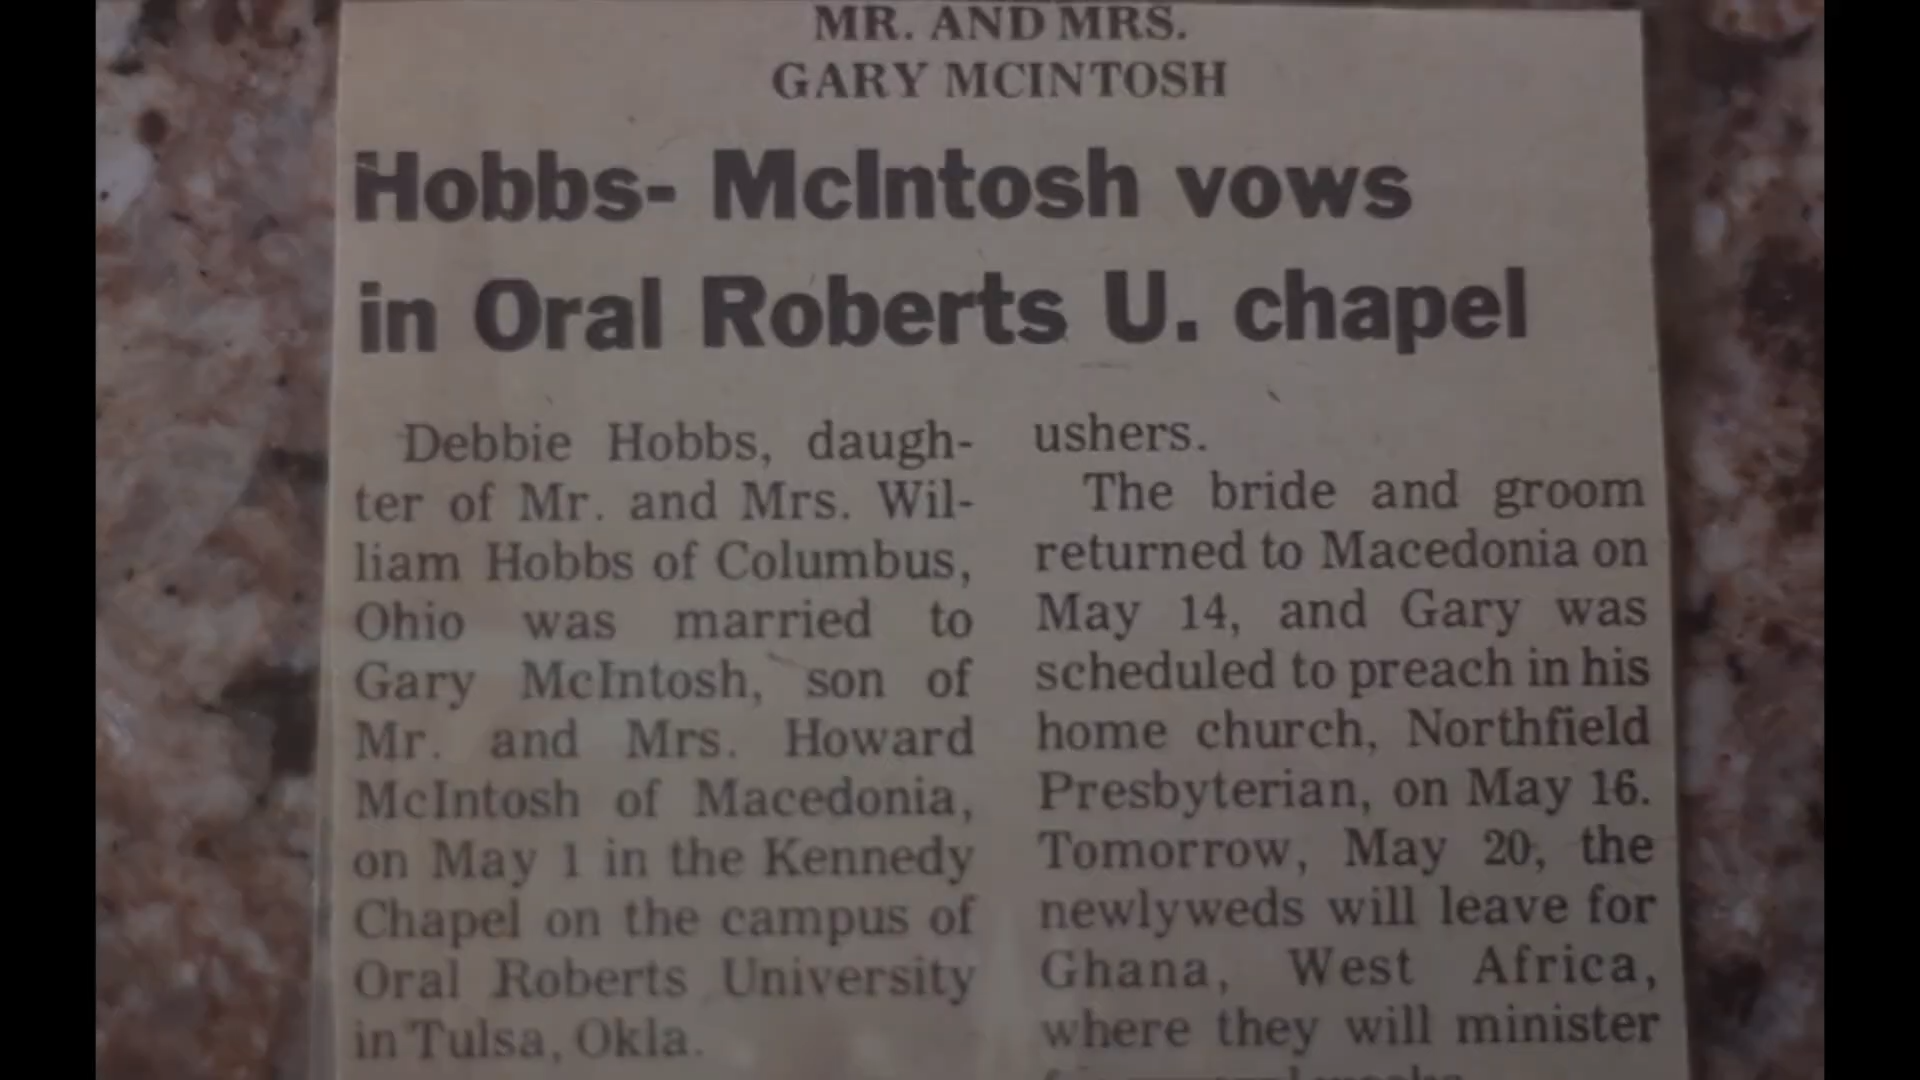 MR. AND MRS.
GARY MCINTOSH
Hobbs- McIntosh vows
in Oral Roberts U. chapel
Debbie Hobbs, daugh-
ter of Mr. and Mrs. Wil-
liam Hobbs of Columbus,
Ohio was married to
Gary McIntosh, son of
Mr. and Mrs. Howard
McIntosh of Macedonia,
on May 1 in the Kennedy
Chapel on the campus of
Oral Roberts University
in Tulsa, Okla.
ushers.
The bride and groom
returned to Macedonia on
May 14, and Gary was
scheduled to preach in his
home church, Northfield
Presbyterian, on May 16.
Tomorrow, May 20, the
newlyweds will leave for
Ghana, West Africa,
where they will minister